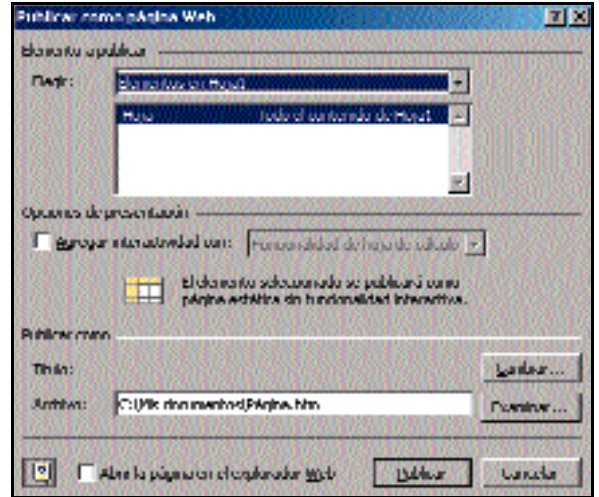 Publicar como página Web
Elemento a publicar
Elegir: Elementos en Hoja1
Hoja Todo el contenido de Hoja1
Opciones de presentación
Agregar interactividad con: Funcionalidad de hoja de cálculo
El elemento seleccionado se publicará como
página estática sin funcionalidad interactiva.
Publicar como
Título: Cambiar...
Archivo: C:\Mis documentos\Página.htm Examinar...
Abrir la página en el explorador Web Publicar Cancelar